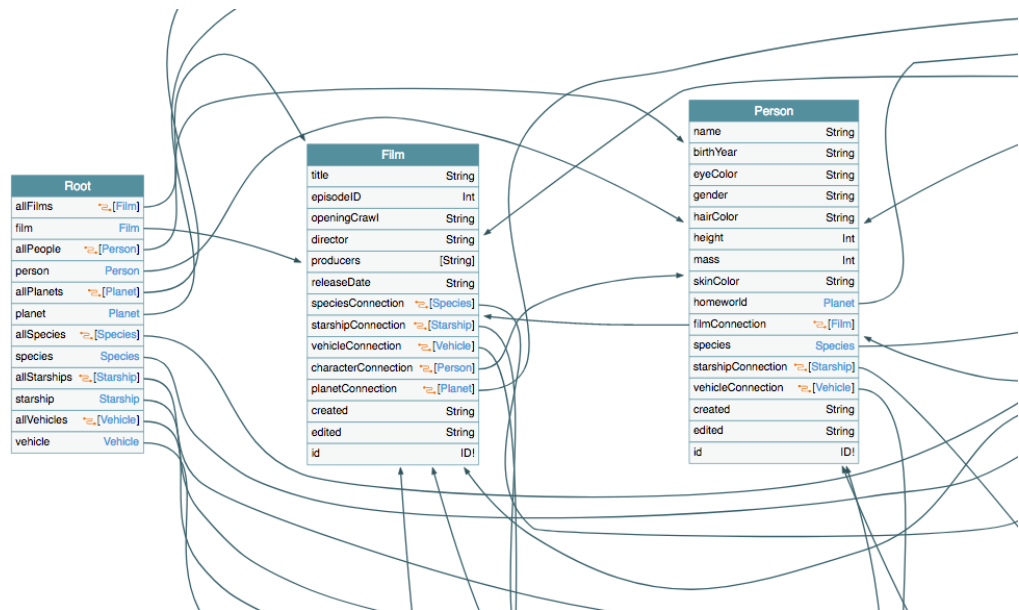 Root
allFilms [Film]
film Film
allPeople [Person]
person Person
allPlanets [Planet]
planet Planet
allSpecies [Species]
species Species
allStarships [Starship]
starship Starship
allVehicles [Vehicle]
vehicle Vehicle
Film
title String
episodeID Int
openingCrawl String
director String
producers [String]
releaseDate String
speciesConnection [Species]
starshipConnection [Starship]
vehicleConnection [Vehicle]
characterConnection [Person]
planetConnection [Planet]
created String
edited String
id ID!
Person
name String
birthYear String
eyeColor String
gender String
hairColor String
height Int
mass Int
skinColor String
homeworld Planet
filmConnection [Film]
species Species
starshipConnection [Starship]
vehicleConnection [Vehicle]
created String
edited String
id ID!